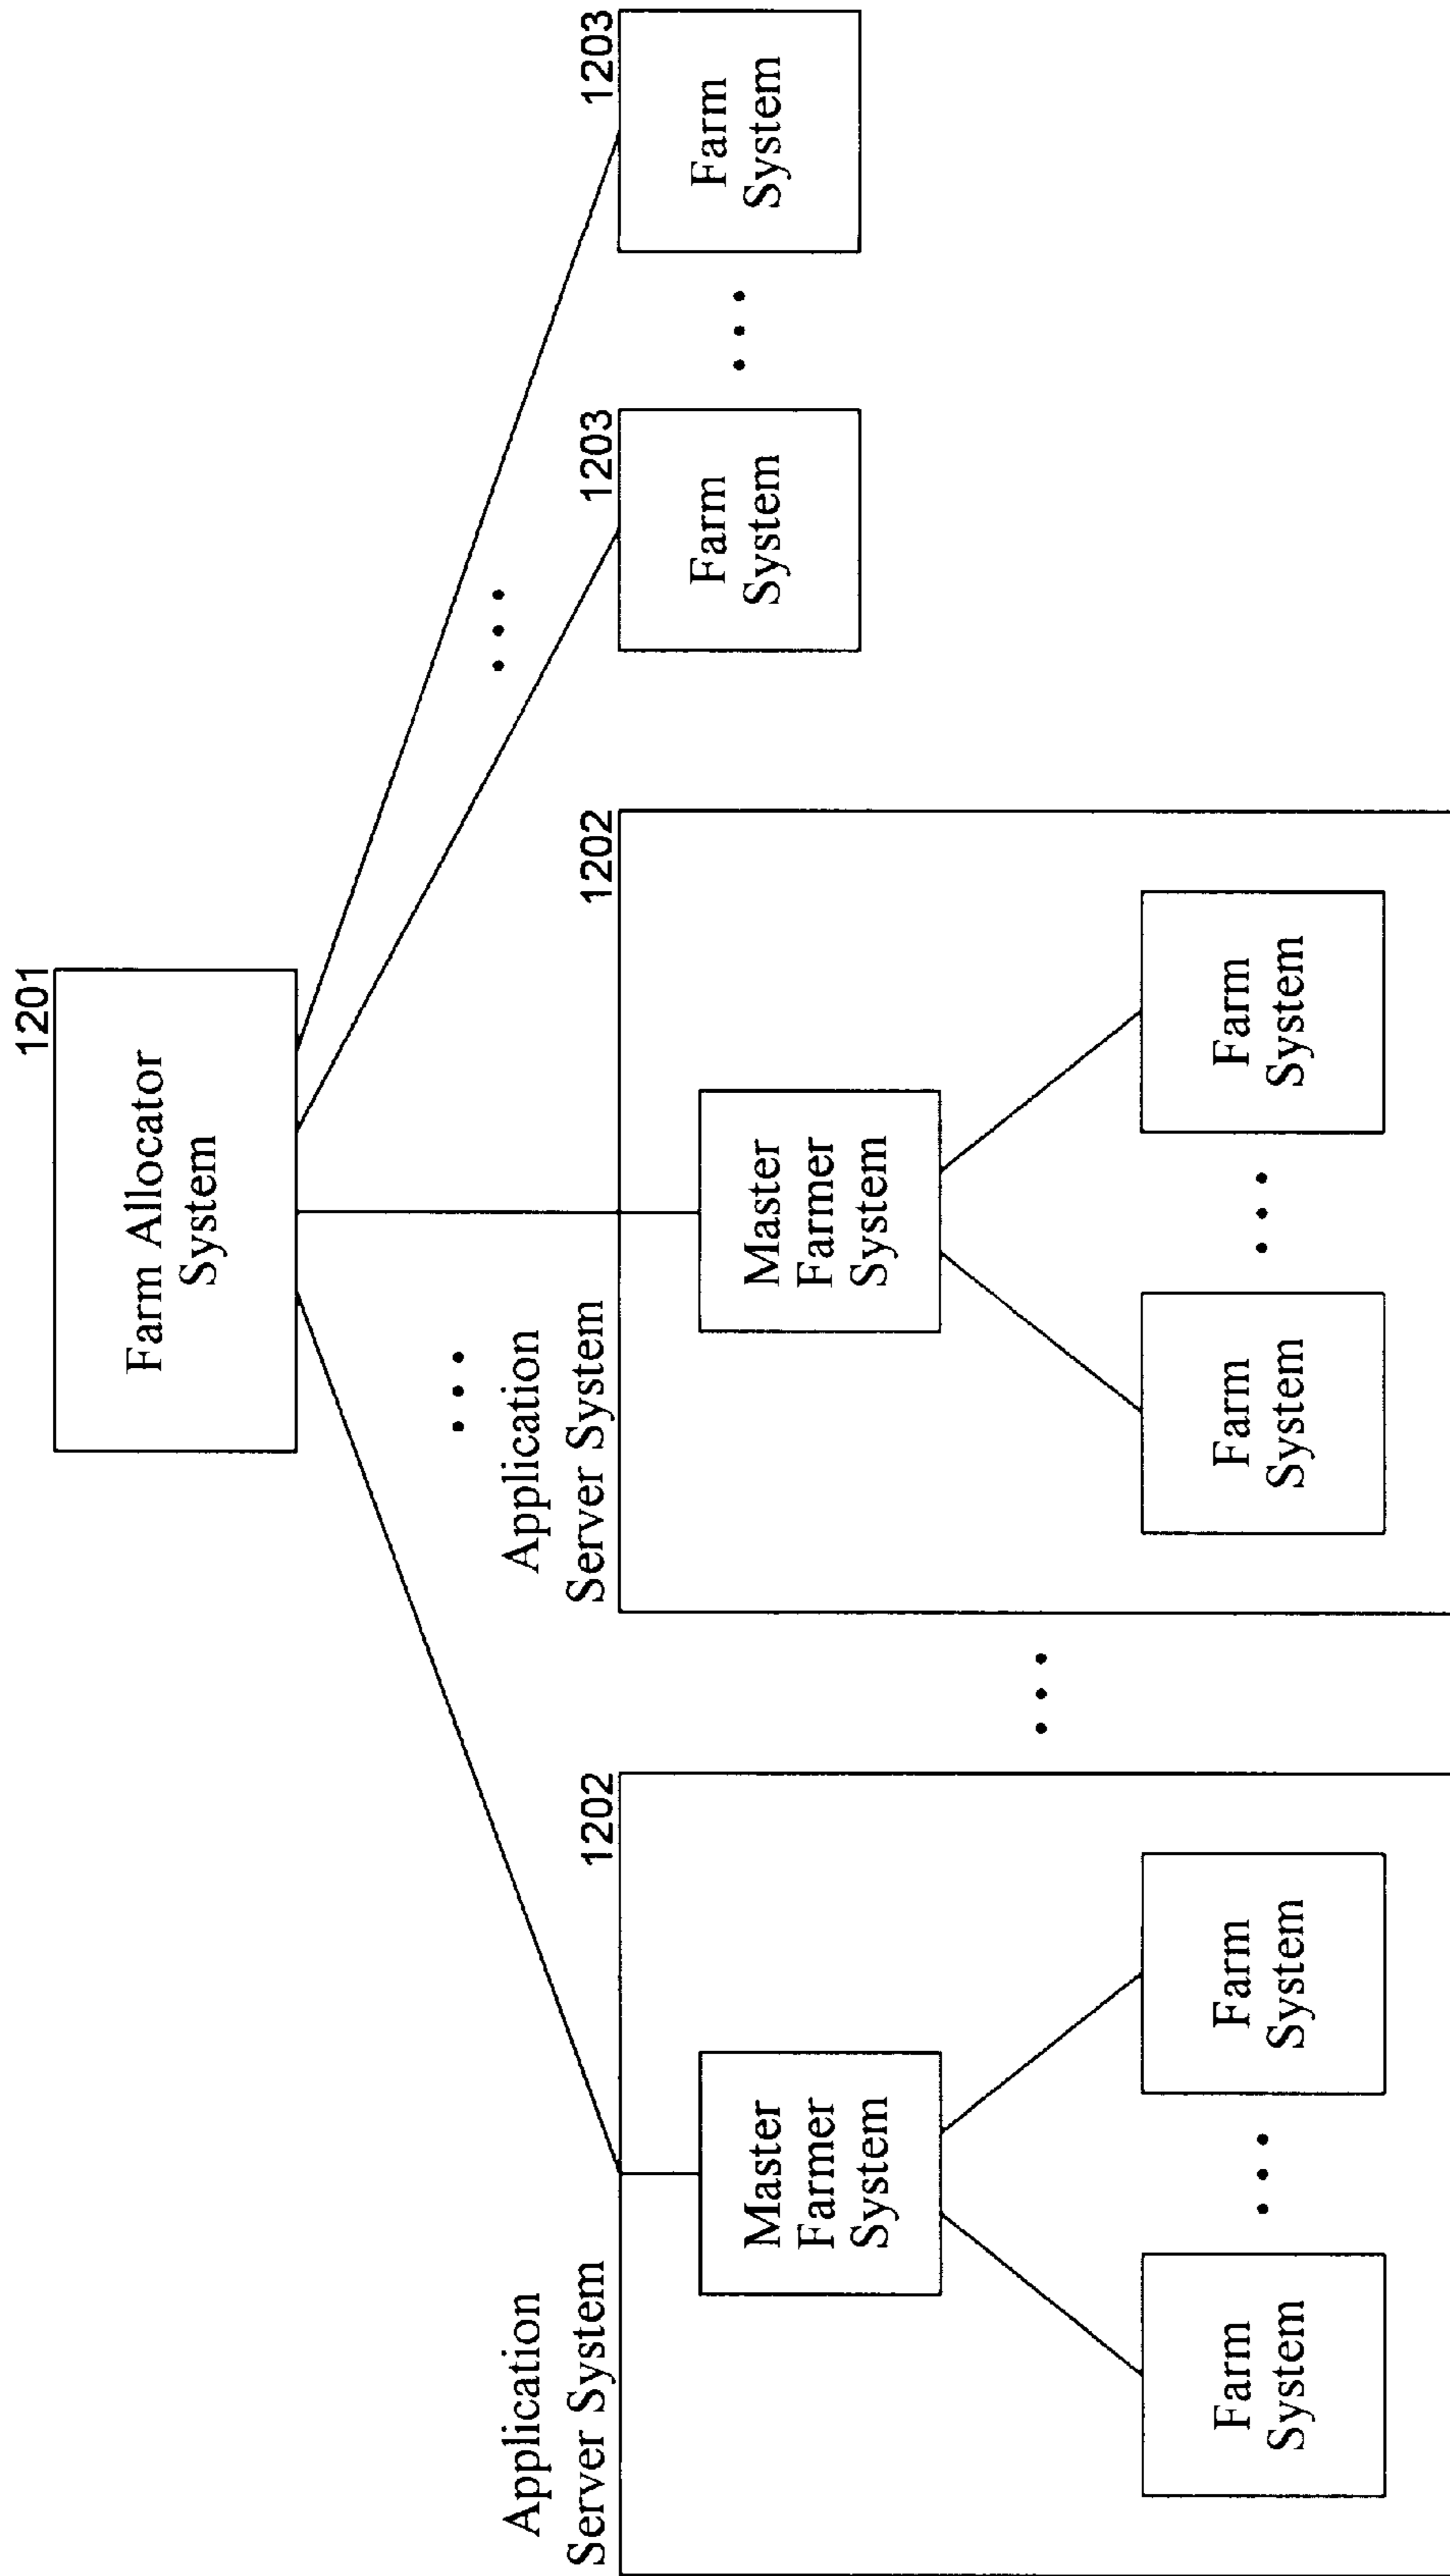 1201
Farm Allocator
System
Application
Server System
1202
Master
Farmer
System
Farm
System
Farm
System
Application
Server System
1202
Master
Farmer
System
Farm
System
Farm
System
1203
Farm
System
1203
Farm
System